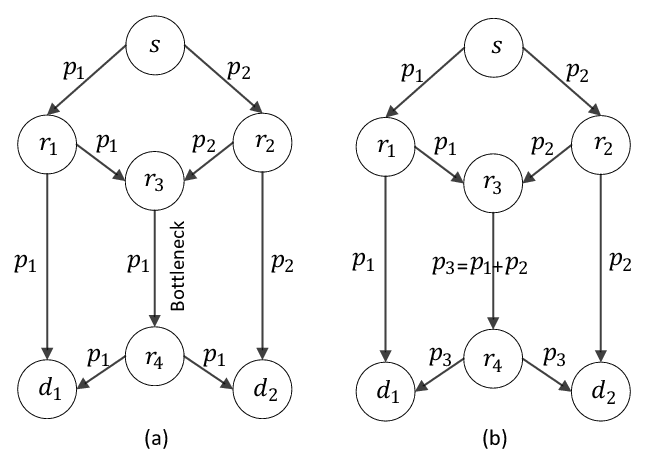 s
p₁
p₂
r₁
p₁
p₂
r₂
r₃
p₁
p₁
Bottleneck
p₂
p₁
r₄
p₁
d₁
d₂
(a)
s
p₁
p₂
r₁
p₁
p₂
r₂
r₃
p₁
p₃=p₁+p₂
p₂
p₃
r₄
p₃
d₁
d₂
(b)